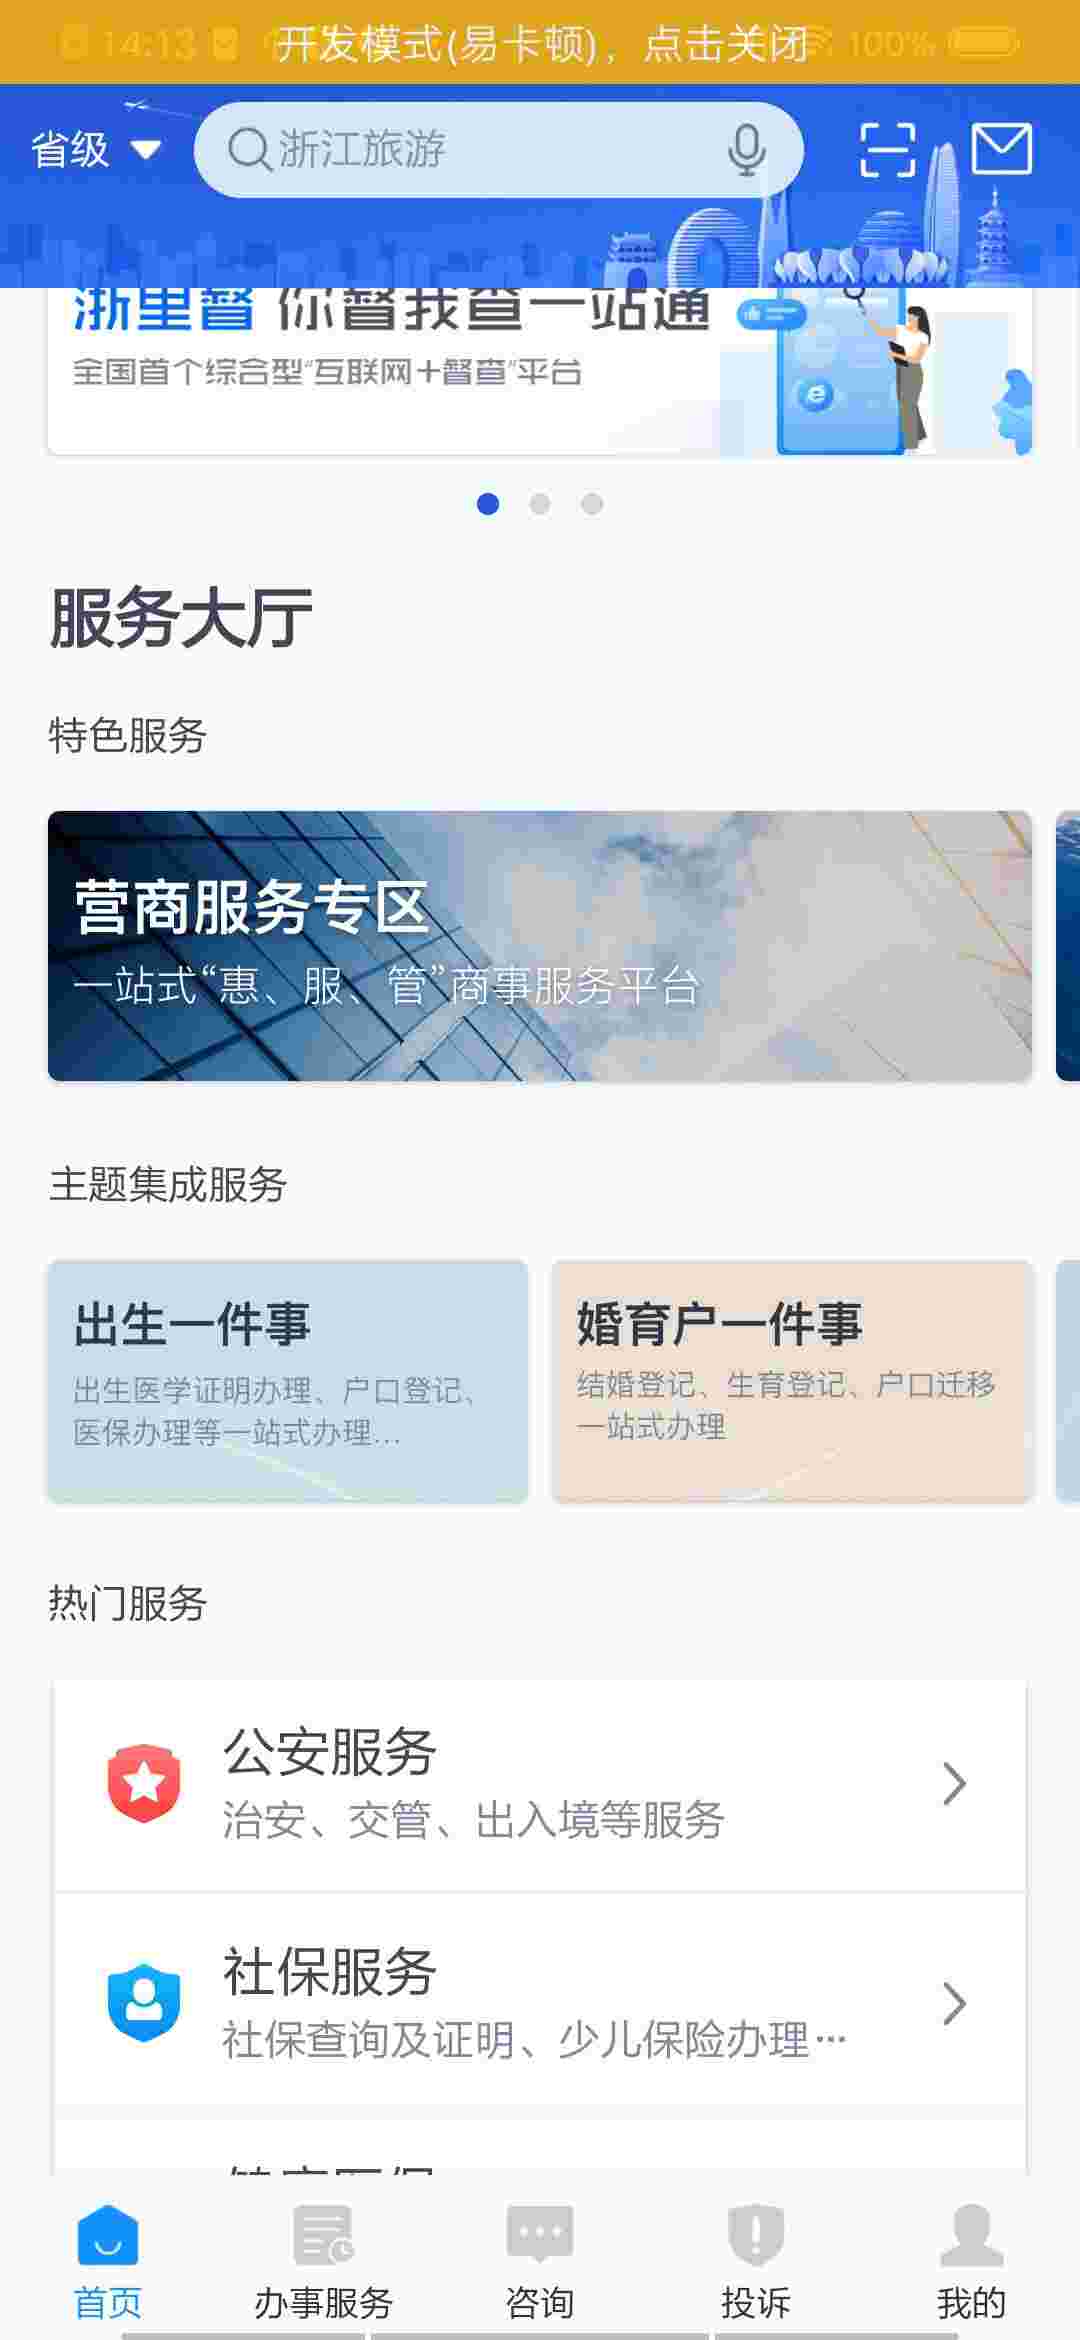 14:13
开发模式(易卡顿)，点击关闭
100%
省级
浙江旅游
浙里督 你督我查一站通
全国首个综合型“互联网+督查”平台
服务大厅
特色服务
营商服务专区
一站式“惠、服、管”商事服务平台
主题集成服务
出生一件事
出生医学证明办理、户口登记、
医保办理等一站式办理...
婚育户一件事
结婚登记、生育登记、户口迁移
一站式办理
热门服务
公安服务
治安、交管、出入境等服务
社保服务
社保查询及证明、少儿保险办理…
首页
办事服务
咨询
投诉
我的